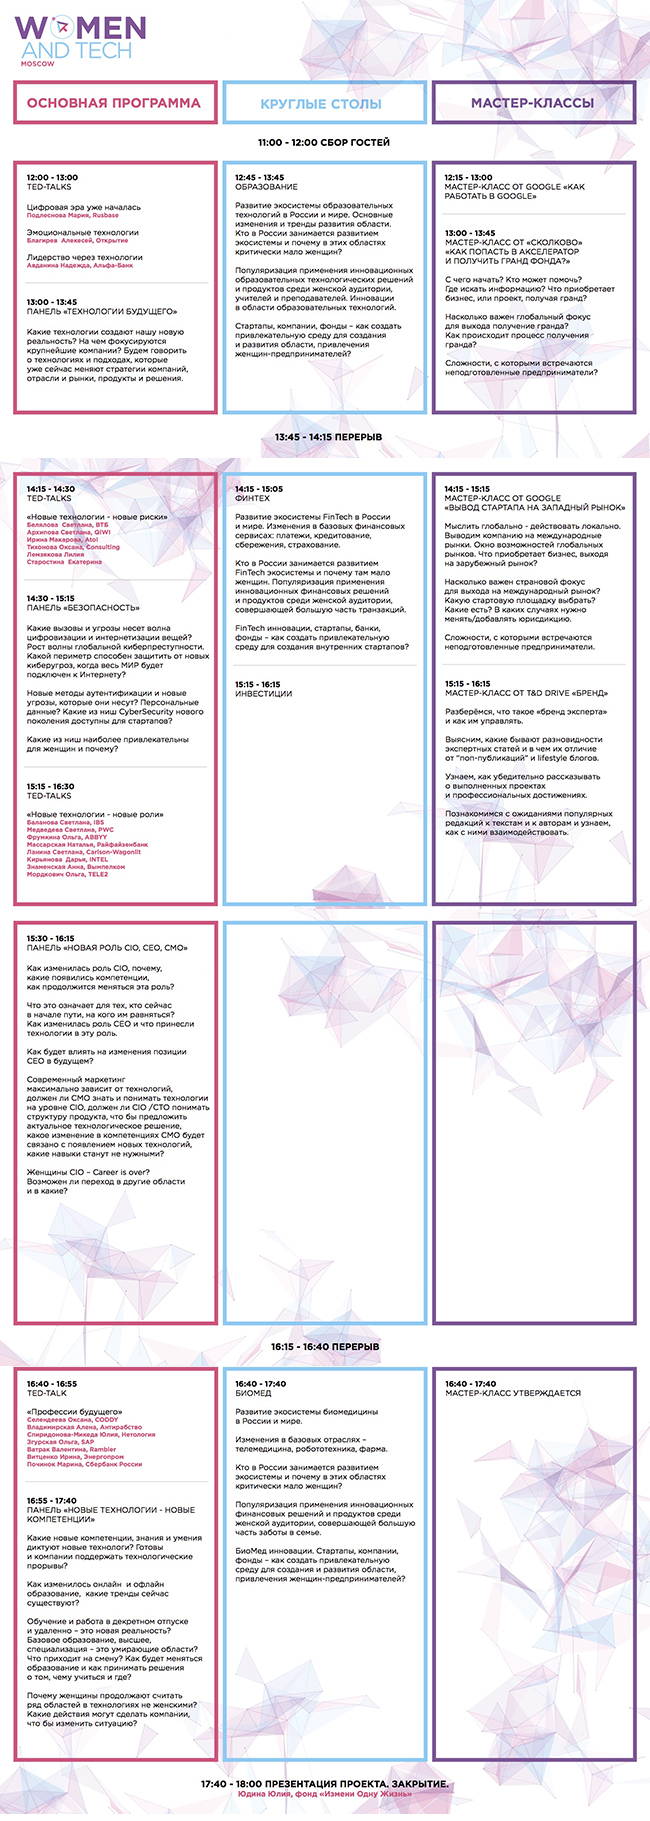 WOMEN
AND TECH
MOSCOW
ОСНОВНАЯ ПРОГРАММА
КРУГЛЫЕ СТОЛЫ
МАСТЕР-КЛАССЫ
11:00 - 12:00 СБОР ГОСТЕЙ
12:00 - 13:00
TED-TALKS
Цифровая эра уже началась
Подлеснова Мария, Rusbase
Эмоциональные технологии
Благирев Алексей, Открытие
Лидерство через технологии
Авданина Надежда, Альфа-Банк
13:00 - 13:45
ПАНЕЛЬ «ТЕХНОЛОГИИ БУДУЩЕГО»
Какие технологии создают нашу новую
реальность? На чем фокусируются
крупнейшие компании? Будем говорить
о технологиях и подходах, которые
уже сейчас меняют стратегии компаний,
отрасли и рынки, продукты и решения.
12:45 - 13:45
ОБРАЗОВАНИЕ
Развитие экосистемы образовательных
технологий в России и мире. Основные
изменения и тренды развития области.
Кто в России занимается развитием
экосистемы и почему в этих областях
критически мало женщин?
Популяризация применения инновационных
образовательных технологических решений
и продуктов среди женской аудитории,
учителей и преподавателей. Инновации
в области образовательных технологий.
Стартапы, компании, фонды – как создать
привлекательную среду для создания
и развития области, привлечения
женщин-предпринимателей?
12:15 - 13:00
МАСТЕР-КЛАСС ОТ GOOGLE «КАК
РАБОТАТЬ В GOOGLE»
13:00 - 13:45
МАСТЕР-КЛАСС ОТ «СКОЛКОВО»
«КАК ПОПАСТЬ В АКСЕЛЕРАТОР
И ПОЛУЧИТЬ ГРАНД ФОНДА?»
С чего начать? Кто может помочь?
Где искать информацию? Что приобретает
бизнес, или проект, получая гранд?
Насколько важен глобальный фокус
для выхода получение гранда?
Как происходит процесс получения
гранда?
Сложности, с которыми встречаются
неподготовленные предприниматели?
13:45 - 14:15 ПЕРЕРЫВ
14:15 - 14:30
TED-TALKS
«Новые технологии - новые риски»
Белялова Светлана, ВТБ
Архипова Светлана, QIWI
Ирина Макарова, Atol
Тихонова Оксана, Consulting
Лемзякова Лилия
Старостина Екатерина
14:30 - 15:15
ПАНЕЛЬ «БЕЗОПАСНОСТЬ»
Какие вызовы и угрозы несет волна
цифровизации и интернетизации вещей?
Рост волны глобальной киберпреступности.
Какой периметр способен защитить от новых
киберугроз, когда весь МИР будет
подключен к Интернету?
Новые методы аутентификации и новые
угрозы, которые они несут? Персональные
данные? Какие из ниш CyberSecurity нового
поколения доступны для стартапов?
Какие из ниш наиболее привлекательны
для женщин и почему?
15:15 - 16:30
TED-TALKS
«Новые технологии - новые роли»
Баланова Светлана, IBS
Медведева Светлана, PWC
Фрумкина Ольга, ABBYY
Массарская Наталья, Райфайзенбанк
Ланина Светлана, Carlson-Wagonlit
Кирьянова Дарья, INTEL
Знаменская Анна, Вымпелком
Мордкович Ольга, TELE2
14:15 - 15:05
ФИНТЕХ
Развитие экосистемы FinTech в России
и мире. Изменения в базовых финансовых
сервисах: платежи, кредитование,
сбережения, страхование.
Кто в России занимается развитием
FinTech экосистемы и почему там мало
женщин. Популяризация применения
инновационных финансовых решений
и продуктов среди женской аудитории,
совершающей большую часть транзакций.
FinTech инновации, стартапы, банки,
фонды – как создать привлекательную
среду для создания внутренних стартапов?
15:15 - 16:15
ИНВЕСТИЦИИ
14:15 - 15:15
МАСТЕР-КЛАСС ОТ GOOGLE
«ВЫВОД СТАРТАПА НА ЗАПАДНЫЙ РЫНОК»
Мыслить глобально - действовать локально.
Выводим компанию на международные
рынки. Окно возможностей глобальных
рынков. Что приобретает бизнес, выходя
на зарубежный рынок?
Насколько важен страновой фокус
для выхода на международный рынок?
Какую стартовую площадку выбрать?
Какие есть? В каких случаях нужно
менять/добавлять юрисдикцию.
Сложности, с которыми встречаются
неподготовленные предприниматели.
15:15 - 16:15
МАСТЕР-КЛАСС ОТ T&D DRIVE «БРЕНД»
Разберёмся, что такое «бренд эксперта»
и как им управлять.
Выясним, какие бывают разновидности
экспертных статей и в чем их отличие
от "поп-публикаций" и lifestyle блогов.
Узнаем, как убедительно рассказывать
о выполненных проектах
и профессиональных достижениях.
Познакомимся с ожиданиями популярных
редакций к текстам и к авторам и узнаем,
как с ними взаимодействовать.
15:30 - 16:15
ПАНЕЛЬ «НОВАЯ РОЛЬ CIO, CEO, CMO»
Как изменилась роль CIO, почему,
какие появились компетенции,
как продолжится меняться эта роль?
Что это означает для тех, кто сейчас
в начале пути, на кого им равняться?
Как изменилась роль CEO и что принесли
технологии в эту роль.
Как будет влиять на изменения позиции
CEO в будущем?
Современный маркетинг
максимально зависит от технологий,
должен ли CMO знать и понимать технологии
на уровне CIO, должен ли CIO /CTO понимать
структуру продукта, что бы предложить
актуальное технологическое решение,
какое изменение в компетенциях CMO будет
связано с появлением новых технологий,
какие навыки станут не нужными?
Женщины CIO – Career is over?
Возможен ли переход в другие области
и в какие?
16:15 - 16:40 ПЕРЕРЫВ
16:40 - 16:55
TED-TALK
«Профессии будущего»
Селендеева Оксана, CODDY
Владимирская Алена, Антирабство
Спиридонова-Микеда Юлия, Нетология
Згурская Ольга, SAP
Ватрак Валентина, Rambler
Витценко Ирина, Энергопром
Починок Марина, Сбербанк России
16:55 - 17:40
ПАНЕЛЬ «НОВЫЕ ТЕХНОЛОГИИ - НОВЫЕ
КОМПЕТЕНЦИИ»
Какие новые компетенции, знания и умения
диктуют новые технологи? Готовы
и компании поддержать технологические
прорывы?
Как изменилось онлайн и офлайн
образование, какие тренды сейчас
существуют?
Обучение и работа в декретном отпуске
и удаленно – это новая реальность?
Базовое образование, высшее,
специализация – это умирающие области?
Что приходит на смену? Как будет меняться
образование и как принимать решения
о том, чему учиться и где?
Почему женщины продолжают считать
ряд областей в технологиях не женскими?
Какие действия могут сделать компании,
что бы изменить ситуацию?
16:40 - 17:40
БИОМЕД
Развитие экосистемы биомедицины
в России и мире.
Изменения в базовых отраслях –
телемедицина, робототехника, фарма.
Кто в России занимается развитием
экосистемы и почему в этих областях
критически мало женщин?
Популяризация применения инновационных
финансовых решений и продуктов среди
женской аудитории, совершающей большую
часть заботы в семье.
БиоМед инновации. Стартапы, компании,
фонды – как создать привлекательную
среду для создания и развития области,
привлечения женщин-предпринимателей?
16:40 - 17:40
МАСТЕР-КЛАСС УТВЕРЖДАЕТСЯ
17:40 - 18:00 ПРЕЗЕНТАЦИЯ ПРОЕКТА. ЗАКРЫТИЕ.
Юдина Юлия, фонд «Измени Одну Жизнь»